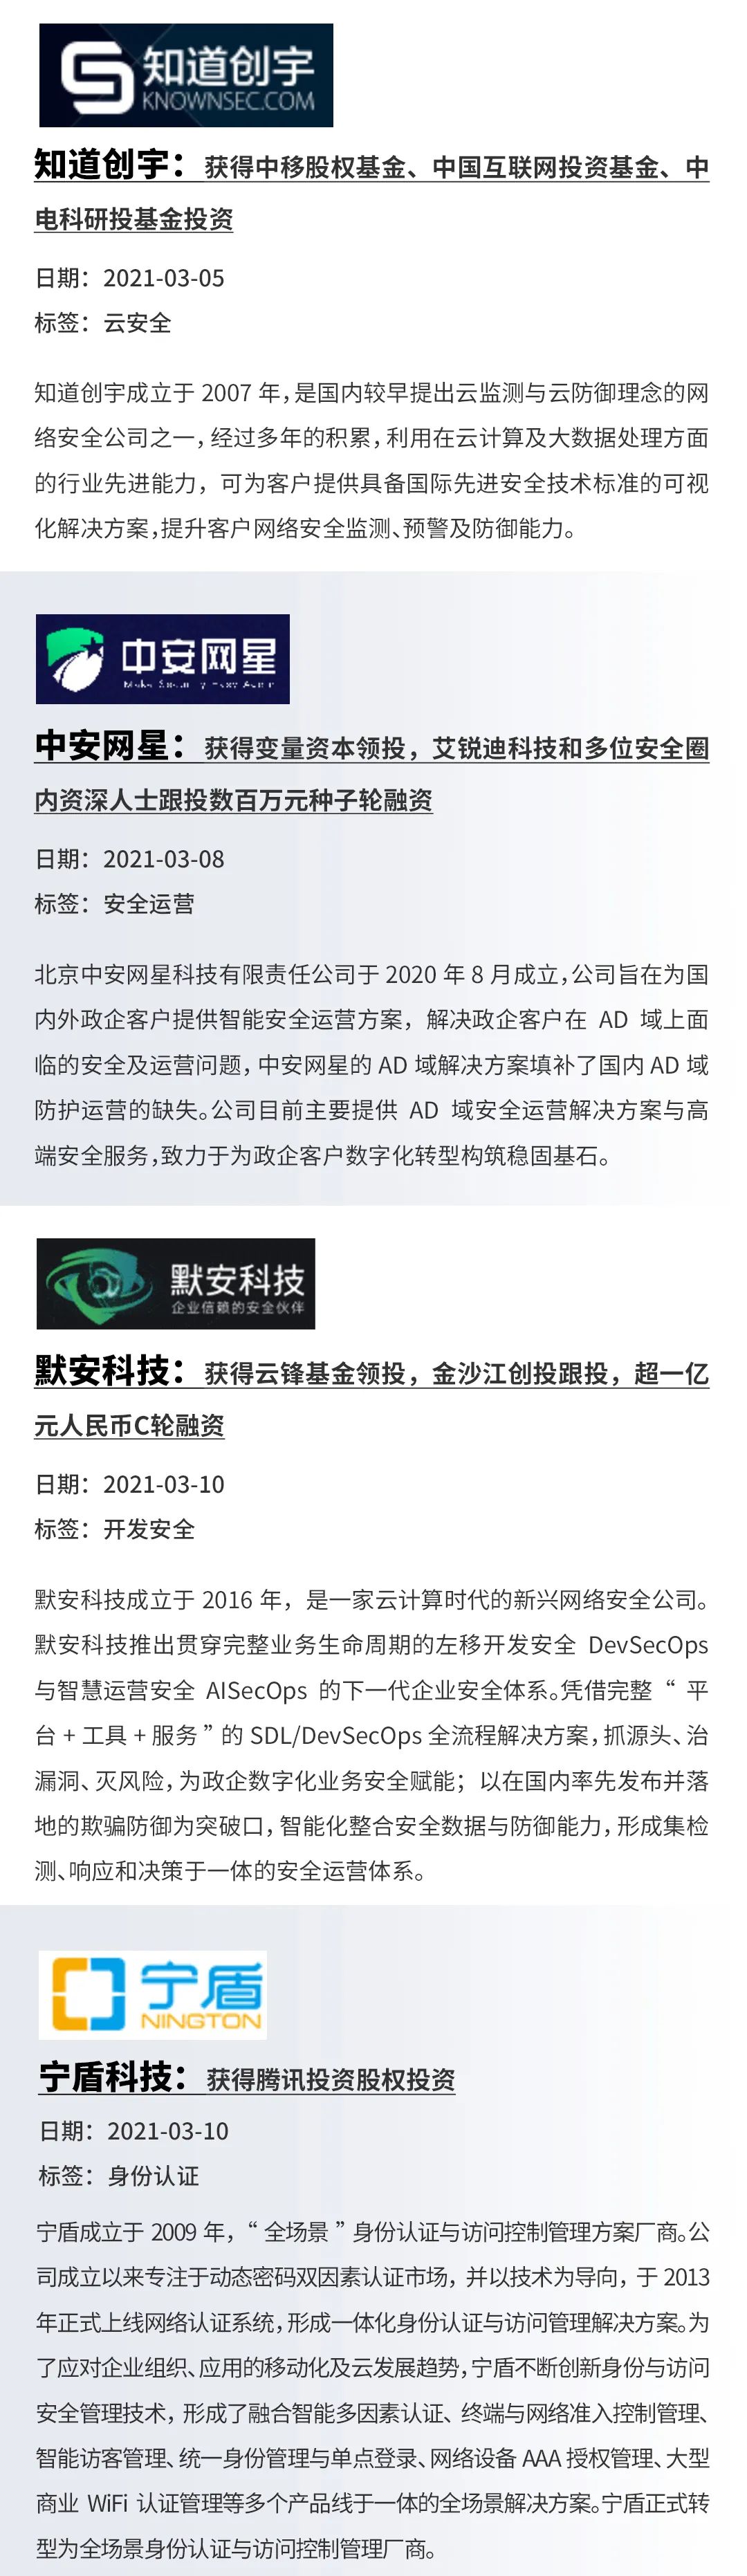 知道创宇
KNOWNSEC.COM
知道创宇：获得中移股权基金、中国互联网投资基金、中
电科研投基金投资
日期：2021-03-05
标签：云安全
知道创宇成立于 2007 年，是国内较早提出云监测与云防御理念的网
络安全公司之一，经过多年的积累，利用在云计算及大数据处理方面
的行业先进能力，可为客户提供具备国际先进安全技术标准的可视
化解决方案，提升客户网络安全监测、预警及防御能力。
中安网星
中安网星：获得变量资本领投，艾锐迪科技和多位安全圈
内资深人士跟投数百万元种子轮融资
日期：2021-03-08
标签：安全运营
北京中安网星科技有限责任公司于 2020 年 8 月成立，公司旨在为国
内外政企客户提供智能安全运营方案，解决政企客户在 AD 域上面
临的安全及运营问题，中安网星的 AD 域解决方案填补了国内 AD 域
防护运营的缺失。公司目前主要提供 AD 域安全运营解决方案与高
端安全服务，致力于为政企客户数字化转型构筑稳固基石。
默安科技
企业信赖的安全伙伴
默安科技：获得云锋基金领投，金沙江创投跟投，超一亿
元人民币C轮融资
日期：2021-03-10
标签：开发安全
默安科技成立于 2016 年，是一家云计算时代的新兴网络安全公司。
默安科技推出贯穿完整业务生命周期的左移开发安全 DevSecOps
与智慧运营安全 AISecOps 的下一代企业安全体系。凭借完整 “ 平
台 + 工具 + 服务 ” 的 SDL/DevSecOps 全流程解决方案，抓源头、治
漏洞、灭风险，为政企数字化业务安全赋能；以在国内率先发布并落
地的欺骗防御为突破口，智能化整合安全数据与防御能力，形成集检
测、响应和决策于一体的安全运营体系。
宁盾
NINGTON
宁盾科技：获得腾讯投资股权投资
日期：2021-03-10
标签：身份认证
宁盾成立于 2009 年，“ 全场景 ” 身份认证与访问控制管理方案厂商。公
司成立以来专注于动态密码双因素认证市场，并以技术为导向，于 2013
年正式上线网络认证系统，形成一体化身份认证与访问管理解决方案。为
了应对企业组织、应用的移动化及云发展趋势，宁盾不断创新身份与访问
安全管理技术，形成了融合智能多因素认证、终端与网络准入控制管理、
智能访客管理、统一身份管理与单点登录、网络设备 AAA 授权管理、大型
商业 WiFi 认证管理等多个产品线于一体的全场景解决方案。宁盾正式转
型为全场景身份认证与访问控制管理厂商。